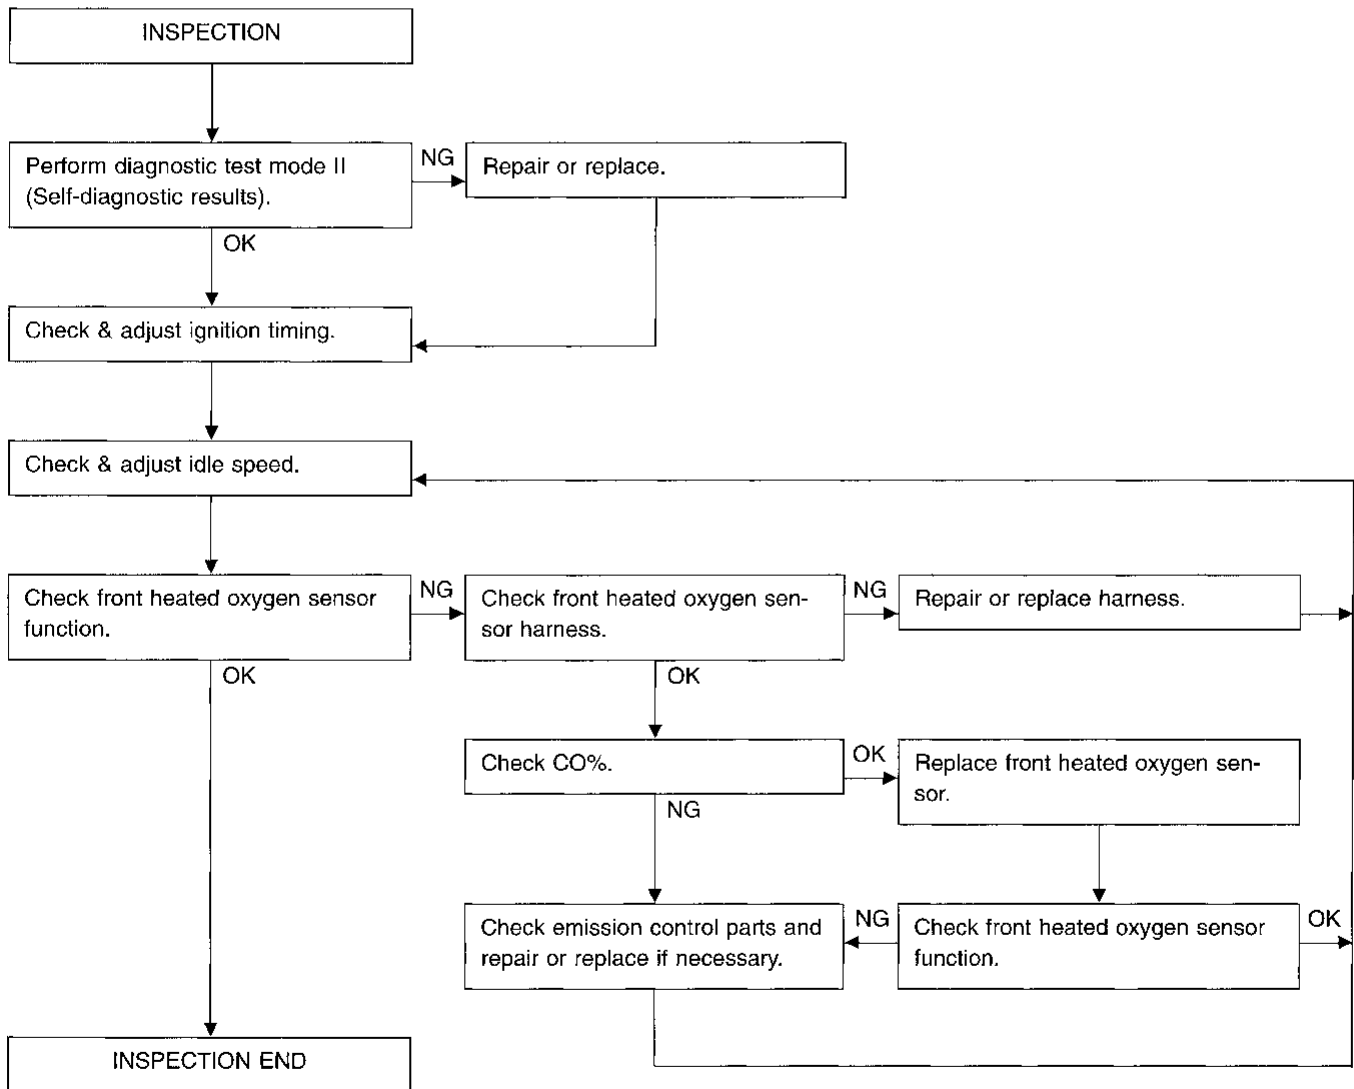 INSPECTION
Perform diagnostic test mode II
(Self-diagnostic results).
NG
Repair or replace.
OK
Check & adjust ignition timing.
Check & adjust idle speed.
Check front heated oxygen sensor
function.
NG
Check front heated oxygen sen-
sor harness.
NG
Repair or replace harness.
OK
OK
Check CO%.
OK
Replace front heated oxygen sen-
sor.
NG
Check emission control parts and
repair or replace if necessary.
NG
Check front heated oxygen sensor
function.
OK
INSPECTION END